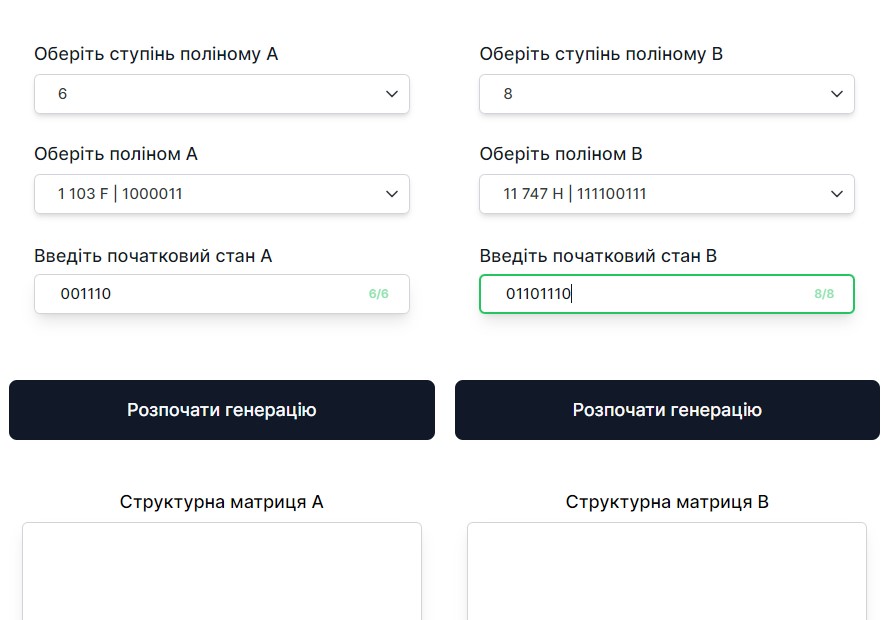 Оберіть ступінь поліному А
6
Оберіть поліном А
1 103 F | 1000011
Введіть початковий стан А
001110
6/6
Розпочати генерацію
Структурна матриця А
Оберіть ступінь поліному В
8
Оберіть поліном В
11 747 H | 111100111
Введіть початковий стан В
01101110
8/8
Розпочати генерацію
Структурна матриця В